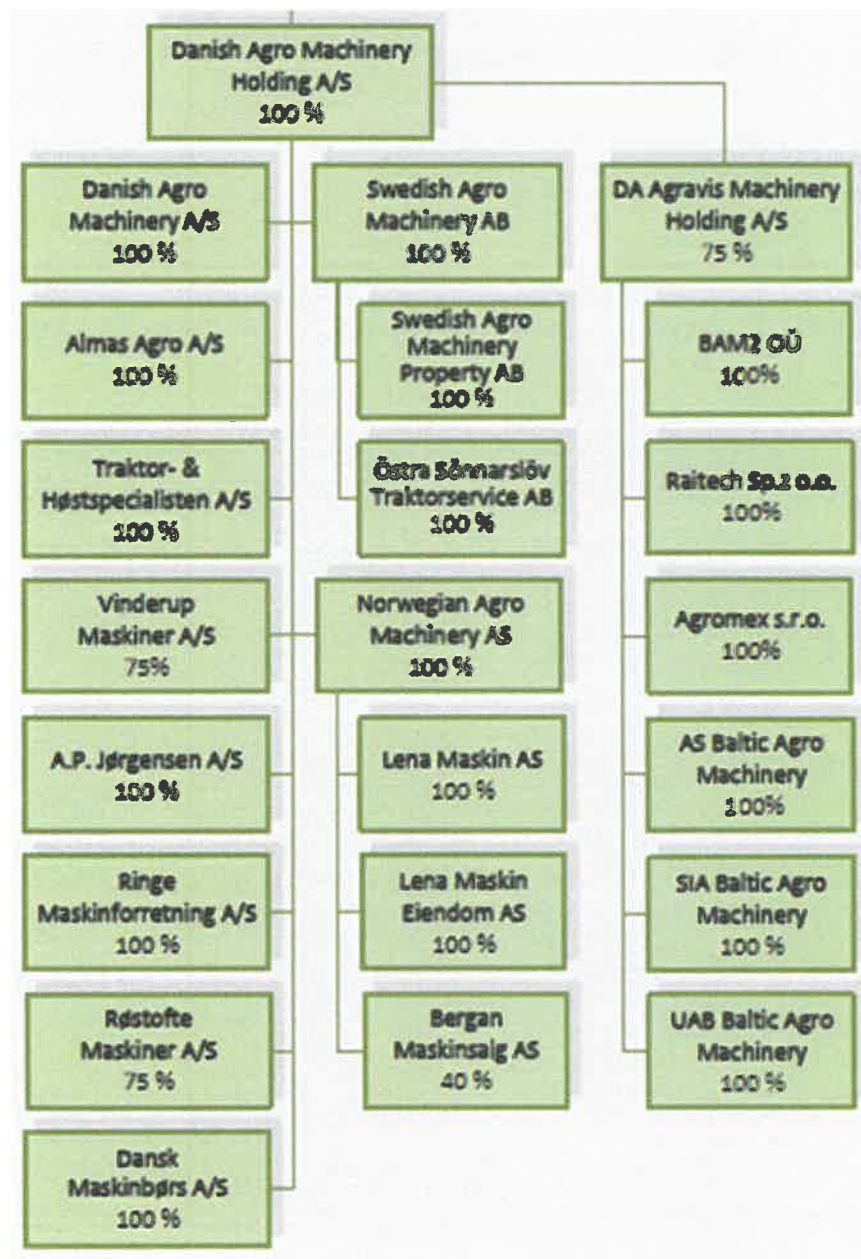 Danish Agro Machinery
Holding A/S
100 %
Danish Agro
Machinery A/S
100 %
Swedish Agro
Machinery AB
100 %
DA Agravis Machinery
Holding A/S
75 %
Almas Agro A/S
100 %
Swedish Agro
Machinery
Property AB
100 %
BAM2 OÜ
100%
Traktor- &
Høstspecialisten A/S
100 %
Östra Sönnarslöv
Traktorservice AB
100 %
Raitech Sp.z o.o.
100%
Vinderup
Maskiner A/S
75%
Norwegian Agro
Machinery AS
100 %
Agromex s.r.o.
100%
A.P. Jørgensen A/S
100 %
Lena Maskin AS
100 %
AS Baltic Agro
Machinery
100%
Ringe
Maskinforretning A/S
100 %
Lena Maskin
Eiendom AS
100 %
SIA Baltic Agro
Machinery
100 %
Røstofte
Maskiner A/S
75 %
Bergan
Maskinsalg AS
40 %
UAB Baltic Agro
Machinery
100 %
Dansk
Maskinbørs A/S
100 %